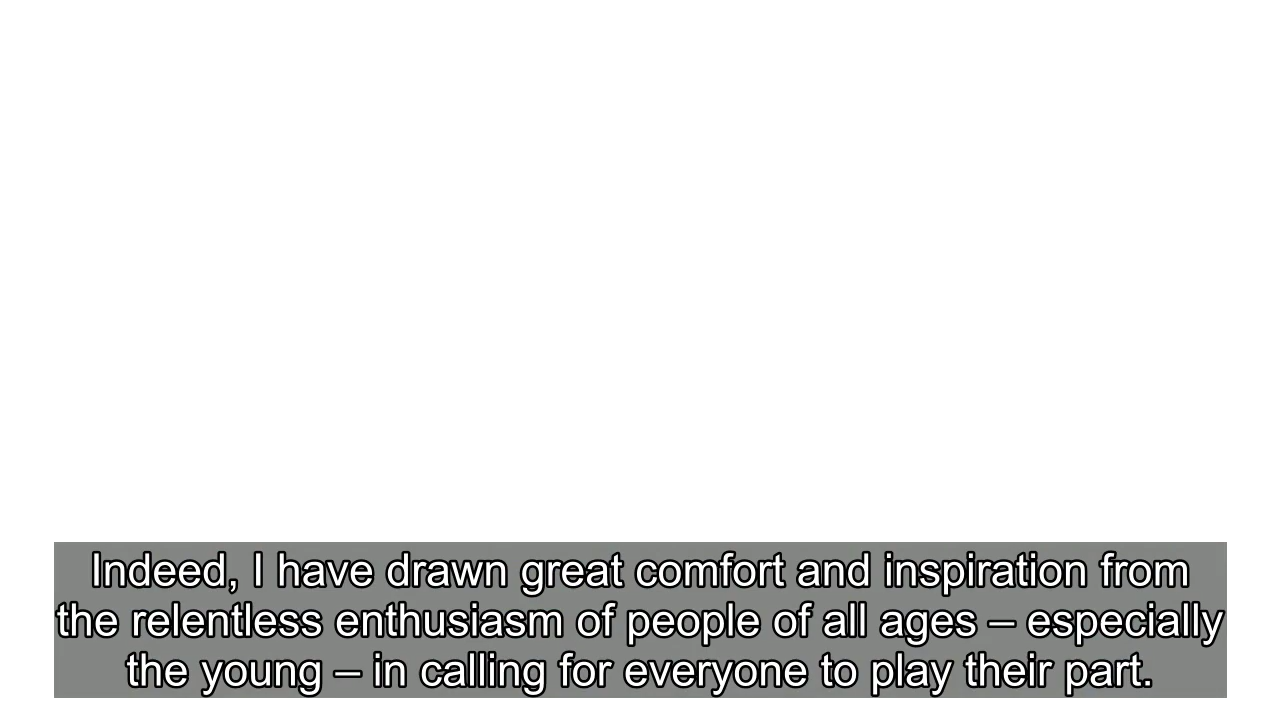 Indeed, I have drawn great comfort and inspiration from
the relentless enthusiasm of people of all ages – especially
the young – in calling for everyone to play their part.